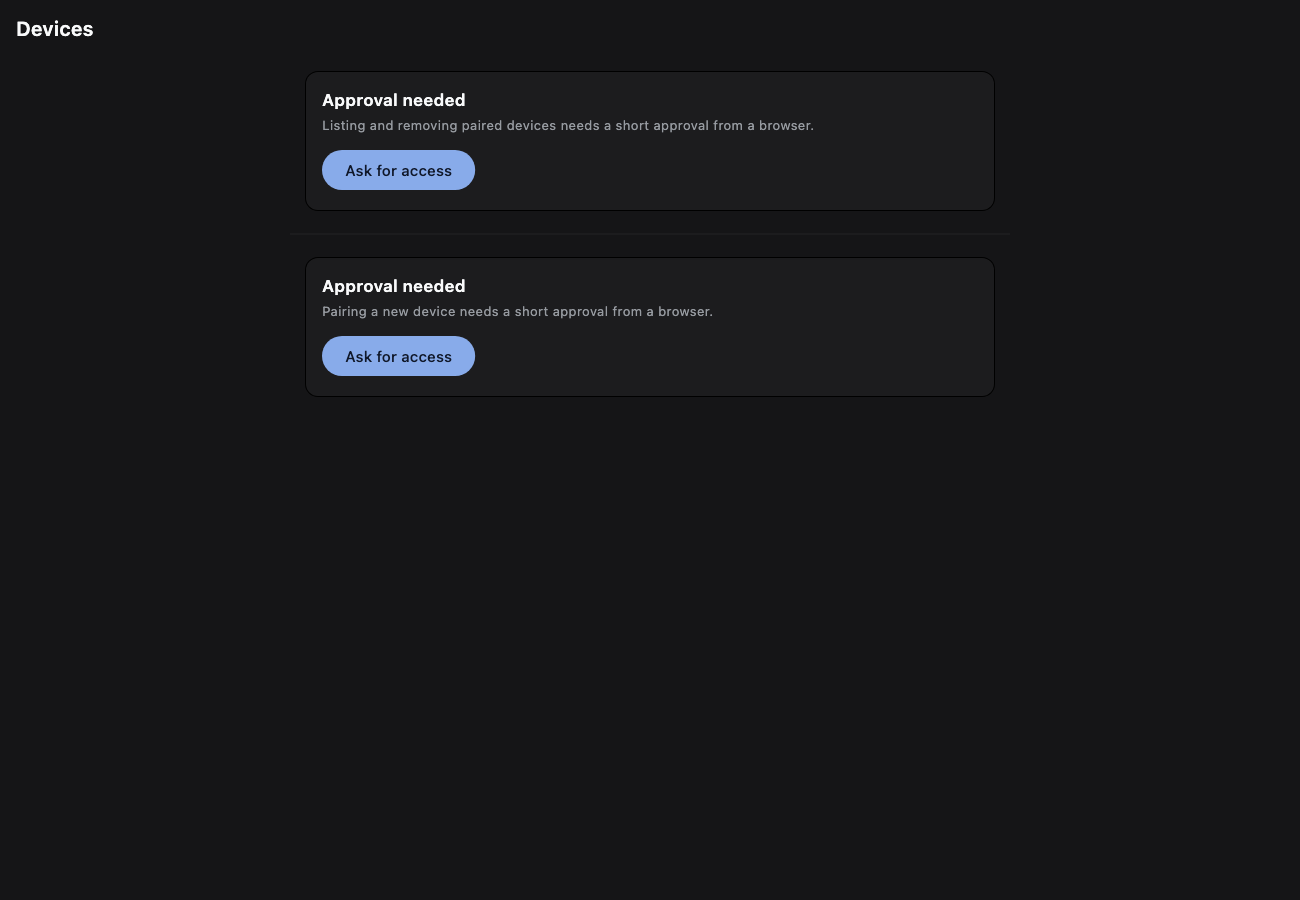 Devices
Approval needed
Listing and removing paired devices needs a short approval from a browser.
Ask for access
Approval needed
Pairing a new device needs a short approval from a browser.
Ask for access